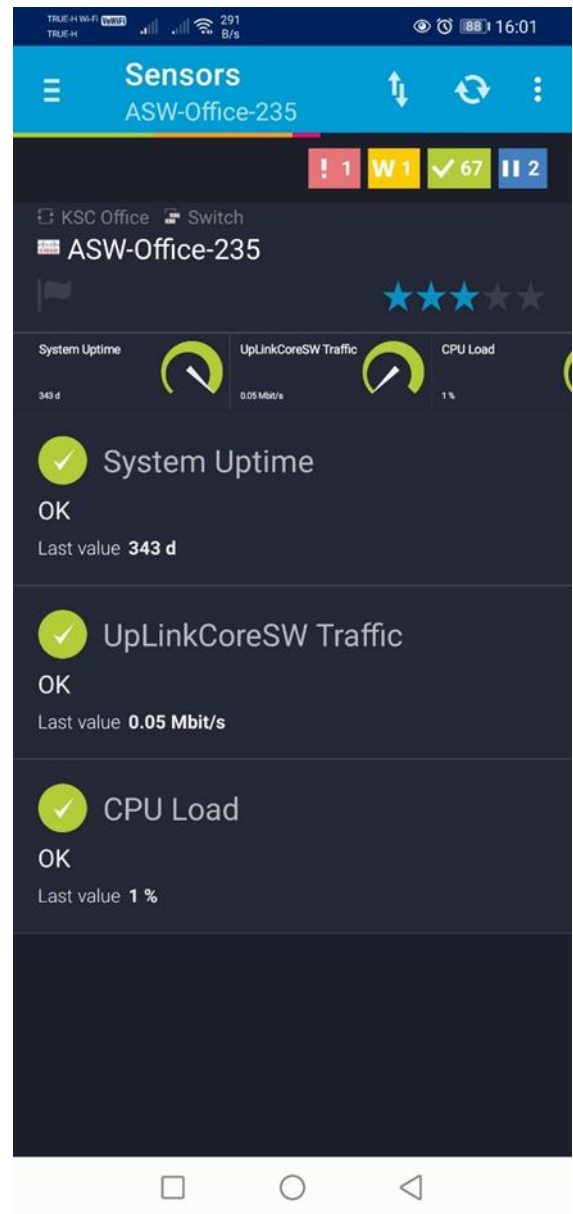 TRUE-H Wi-Fi VoWiFi
TRUE-H
291
B/s
88
16:01
Sensors
ASW-Office-235
! 1 W 1 67 2
KSC Office Switch
ASW-Office-235
System Uptime
343 d
UpLinkCoreSW Traffic
0.05 Mbit/s
CPU Load
1 %
System Uptime
OK
Last value 343 d
UpLinkCoreSW Traffic
OK
Last value 0.05 Mbit/s
CPU Load
OK
Last value 1 %